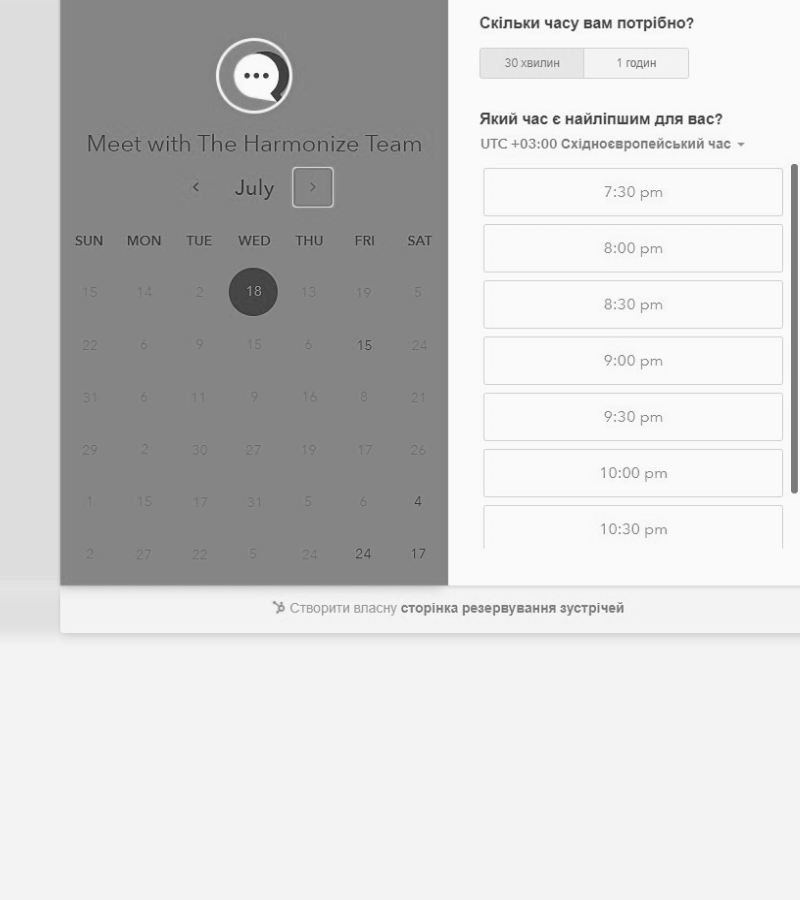 Meet with The Harmonize Team
July
SUN MON TUE WED THU FRI SAT
15 14 2 18 13 19 5
22 6 9 15 6 15 24
31 6 11 9 16 8 21
29 2 30 27 19 17 26
1 15 17 31 5 6 4
2 27 22 5 24 24 17
Скільки часу вам потрібно?
30 хвилин 1 годин
Який час є найліпшим для вас?
UTC +03:00 Східноєвропейський час
7:30 pm
8:00 pm
8:30 pm
9:00 pm
9:30 pm
10:00 pm
10:30 pm
Створити власну сторінка резервування зустрічей